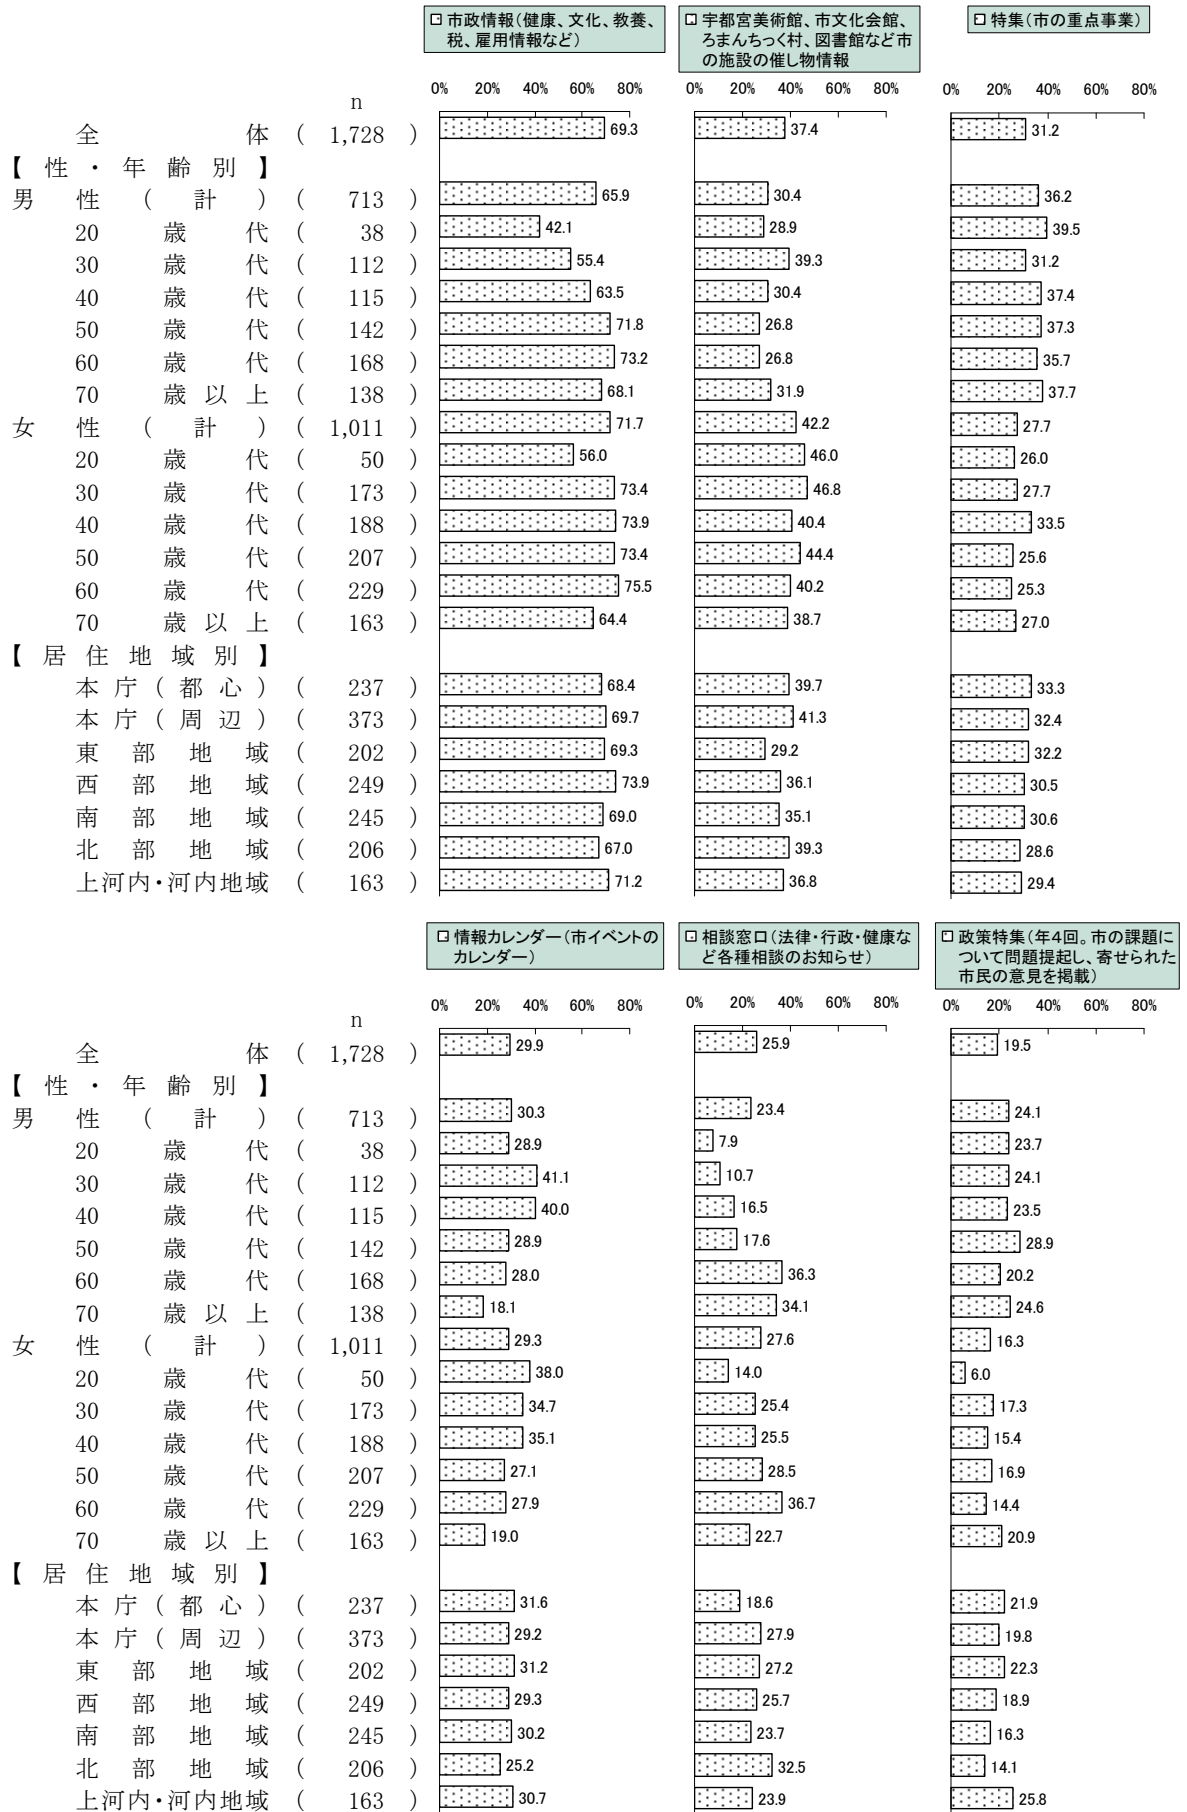 市政情報(健康、文化、教養、
税、雇用情報など)
宇都宮美術館、市文化会館、
ろまんちっく村、図書館など市
の施設の催し物情報
特集(市の重点事業)
0% 20% 40% 60% 80% 0% 20% 40% 60% 80% 0% 20% 40% 60% 80%
n
全体 ( 1,728 ) 69.3 37.4 31.2
【性・年齢別】
男性(計) ( 713 ) 65.9 30.4 36.2
20歳代 ( 38 ) 42.1 28.9 39.5
30歳代 ( 112 ) 55.4 39.3 31.2
40歳代 ( 115 ) 63.5 30.4 37.4
50歳代 ( 142 ) 71.8 26.8 37.3
60歳代 ( 168 ) 73.2 26.8 35.7
70歳以上 ( 138 ) 68.1 31.9 37.7
女性(計) ( 1,011 ) 71.7 42.2 27.7
20歳代 ( 50 ) 56.0 46.0 26.0
30歳代 ( 173 ) 73.4 46.8 27.7
40歳代 ( 188 ) 73.9 40.4 33.5
50歳代 ( 207 ) 73.4 44.4 25.6
60歳代 ( 229 ) 75.5 40.2 25.3
70歳以上 ( 163 ) 64.4 38.7 27.0
【居住地域別】
本庁(都心) ( 237 ) 68.4 39.7 33.3
本庁(周辺) ( 373 ) 69.7 41.3 32.4
東部地域 ( 202 ) 69.3 29.2 32.2
西部地域 ( 249 ) 73.9 36.1 30.5
南部地域 ( 245 ) 69.0 35.1 30.6
北部地域 ( 206 ) 67.0 39.3 28.6
上河内・河内地域 ( 163 ) 71.2 36.8 29.4
情報カレンダー(市イベントの
カレンダー)
相談窓口(法律・行政・健康な
ど各種相談のお知らせ)
政策特集(年4回。市の課題に
ついて問題提起し、寄せられた
市民の意見を掲載)
0% 20% 40% 60% 80% 0% 20% 40% 60% 80% 0% 20% 40% 60% 80%
n
全体 ( 1,728 ) 29.9 25.9 19.5
【性・年齢別】
男性(計) ( 713 ) 30.3 23.4 24.1
20歳代 ( 38 ) 28.9 7.9 23.7
30歳代 ( 112 ) 41.1 10.7 24.1
40歳代 ( 115 ) 40.0 16.5 23.5
50歳代 ( 142 ) 28.9 17.6 28.9
60歳代 ( 168 ) 28.0 36.3 20.2
70歳以上 ( 138 ) 18.1 34.1 24.6
女性(計) ( 1,011 ) 29.3 27.6 16.3
20歳代 ( 50 ) 38.0 14.0 6.0
30歳代 ( 173 ) 34.7 25.4 17.3
40歳代 ( 188 ) 35.1 25.5 15.4
50歳代 ( 207 ) 27.1 28.5 16.9
60歳代 ( 229 ) 27.9 36.7 14.4
70歳以上 ( 163 ) 19.0 22.7 20.9
【居住地域別】
本庁(都心) ( 237 ) 31.6 18.6 21.9
本庁(周辺) ( 373 ) 29.2 27.9 19.8
東部地域 ( 202 ) 31.2 27.2 22.3
西部地域 ( 249 ) 29.3 25.7 18.9
南部地域 ( 245 ) 30.2 23.7 16.3
北部地域 ( 206 ) 25.2 32.5 14.1
上河内・河内地域 ( 163 ) 30.7 23.9 25.8